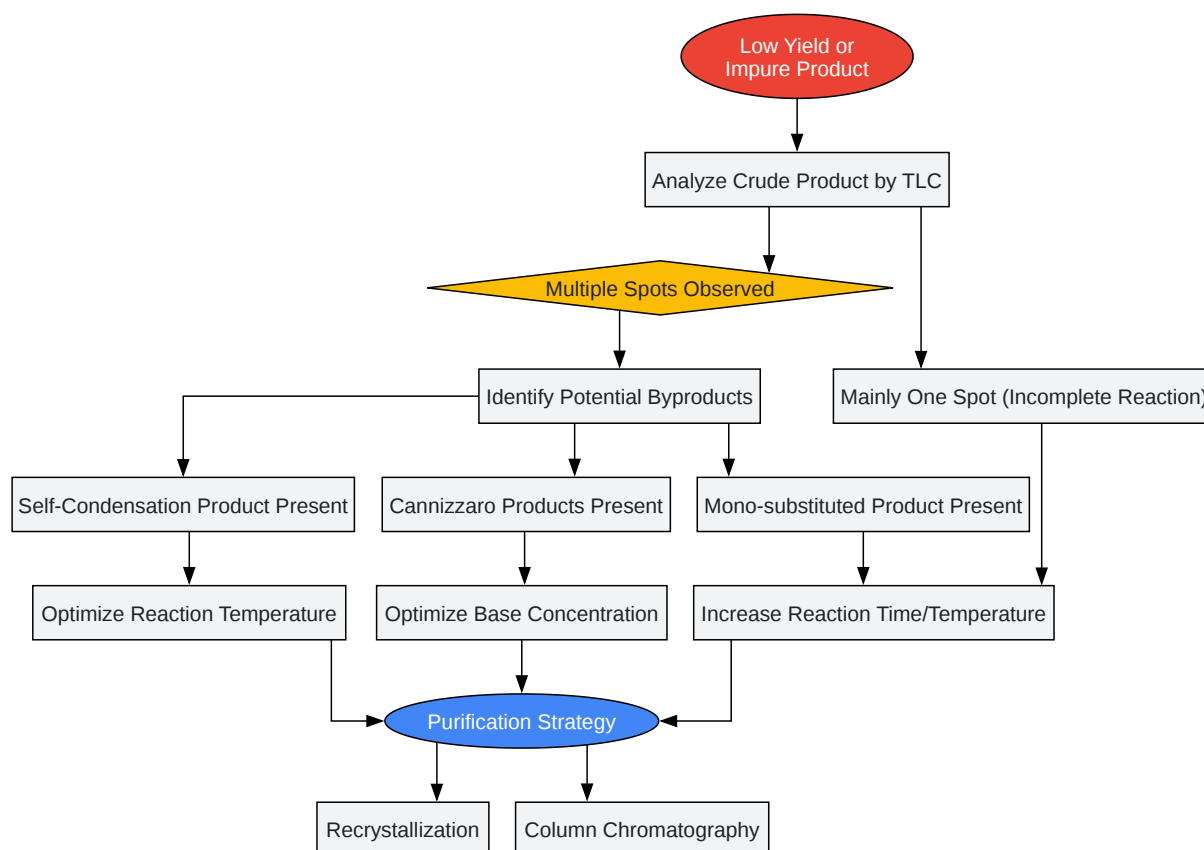 Low Yield or
Impure Product
Analyze Crude Product by TLC
Multiple Spots Observed
Identify Potential Byproducts
Mainly One Spot (Incomplete Reaction)
Self-Condensation Product Present
Cannizzaro Products Present
Mono-substituted Product Present
Optimize Reaction Temperature
Optimize Base Concentration
Increase Reaction Time/Temperature
Purification Strategy
Recrystallization
Column Chromatography